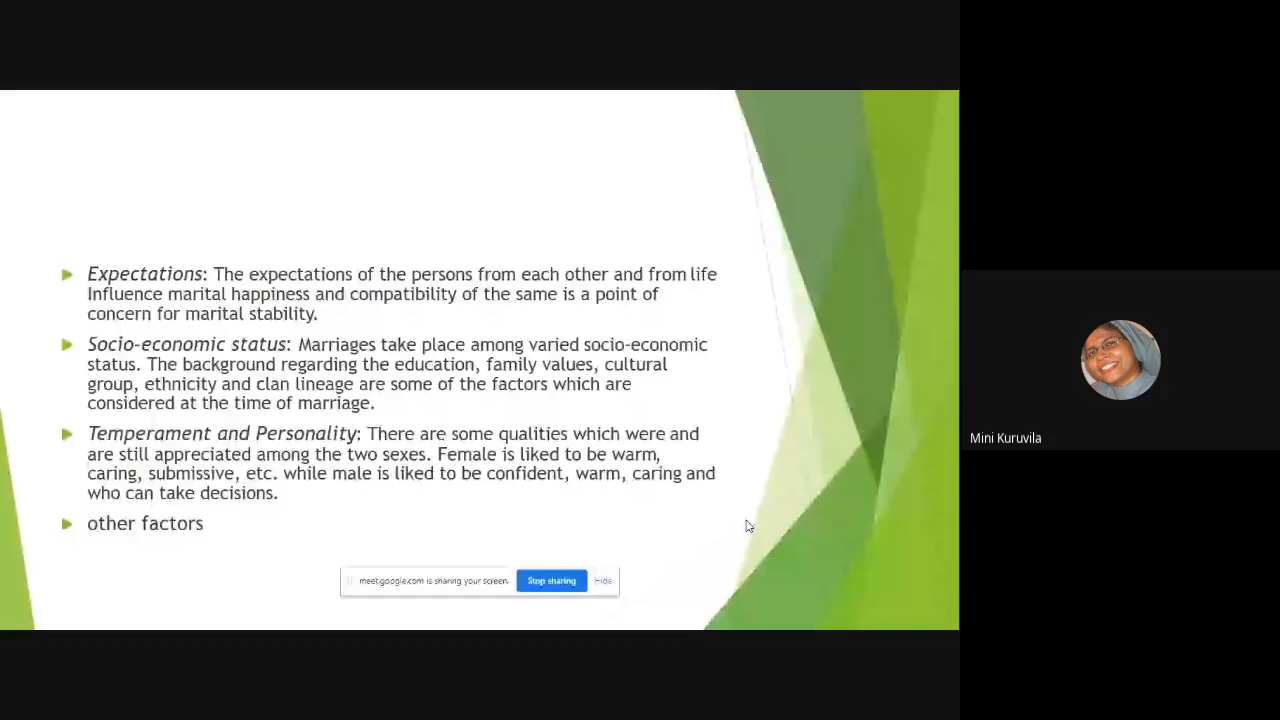 Expectations: The expectations of the persons from each other and from life
Influence marital happiness and compatibility of the same is a point of
concern for marital stability.
Socio-economic status: Marriages take place among varied socio-economic
status. The background regarding the education, family values, cultural
group, ethnicity and clan lineage are some of the factors which are
considered at the time of marriage.
Temperament and Personality: There are some qualities which were and
are still appreciated among the two sexes. Female is liked to be warm,
caring, submissive, etc. while male is liked to be confident, warm, caring and
who can take decisions.
other factors
meet.google.com is sharing your screen.
Stop sharing
Hide
Mini Kuruvila